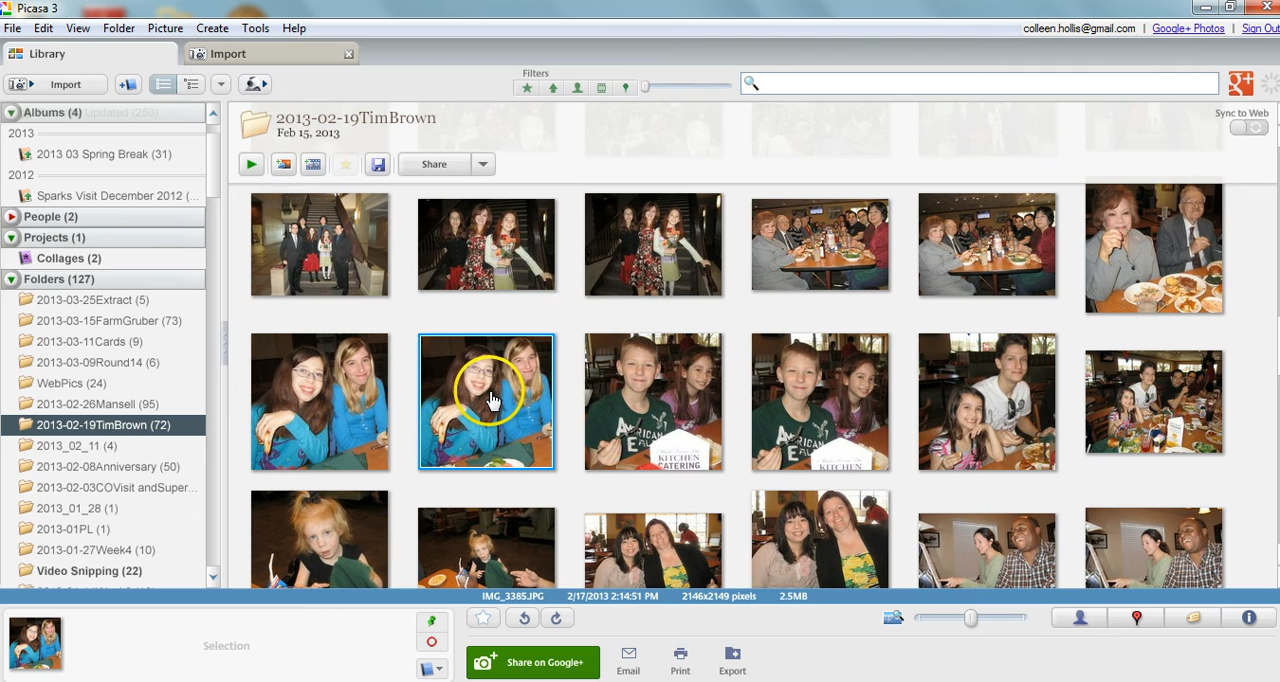 Picasa 3
File Edit View Folder Picture Create Tools Help
colleen.hollis@gmail.com | Google+ Photos | Sign Out
Library
Import
Import
Filters
Albums (4) Updated (250)
2013
2013 03 Spring Break (31)
2012
Sparks Visit December 2012 (...
People (2)
Projects (1)
Collages (2)
Folders (127)
2013-03-25Extract (5)
2013-03-15FarmGruber (73)
2013-03-11Cards (9)
2013-03-09Round14 (6)
WebPics (24)
2013-02-26Mansell (95)
2013-02-19TimBrown (72)
2013_02_11 (4)
2013-02-08Anniversary (50)
2013-02-03COVisit andSuper...
2013_01_28 (1)
2013-01PL (1)
2013-01-27Week4 (10)
Video Snipping (22)
2013-02-19TimBrown
Feb 15, 2013
Sync to Web
Share
AMERICAN
KITCHEN
CATERING
KITCHEN
IMG_3385.JPG 2/17/2013 2:14:51 PM 2146x2149 pixels 2.5MB
Selection
Share on Google+
Email
Print
Export